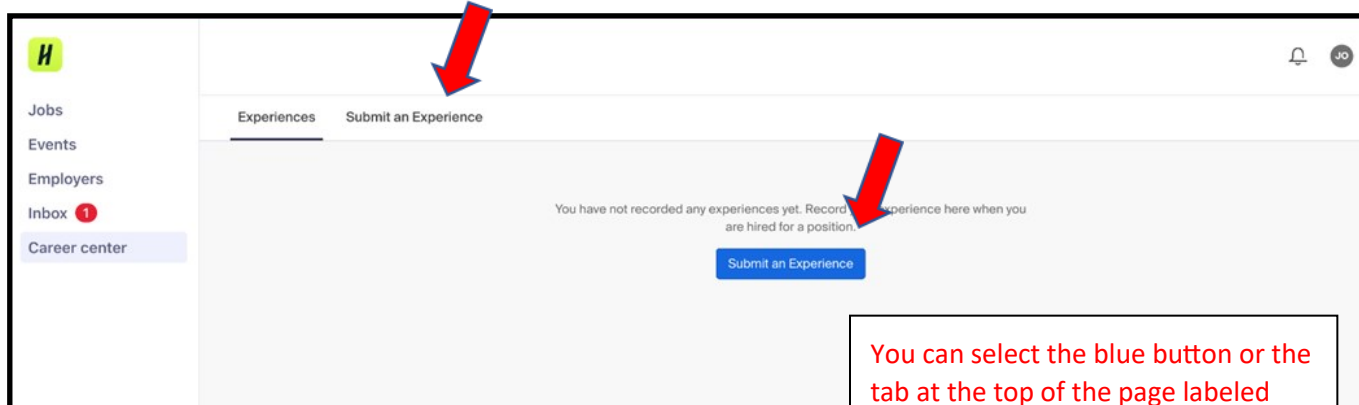 H
JO
Jobs
Experiences Submit an Experience
Events
Employers
Inbox 1
Career center
You have not recorded any experiences yet. Record experience here when you
are hired for a position.
Submit an Experience
You can select the blue button or the
tab at the top of the page labeled